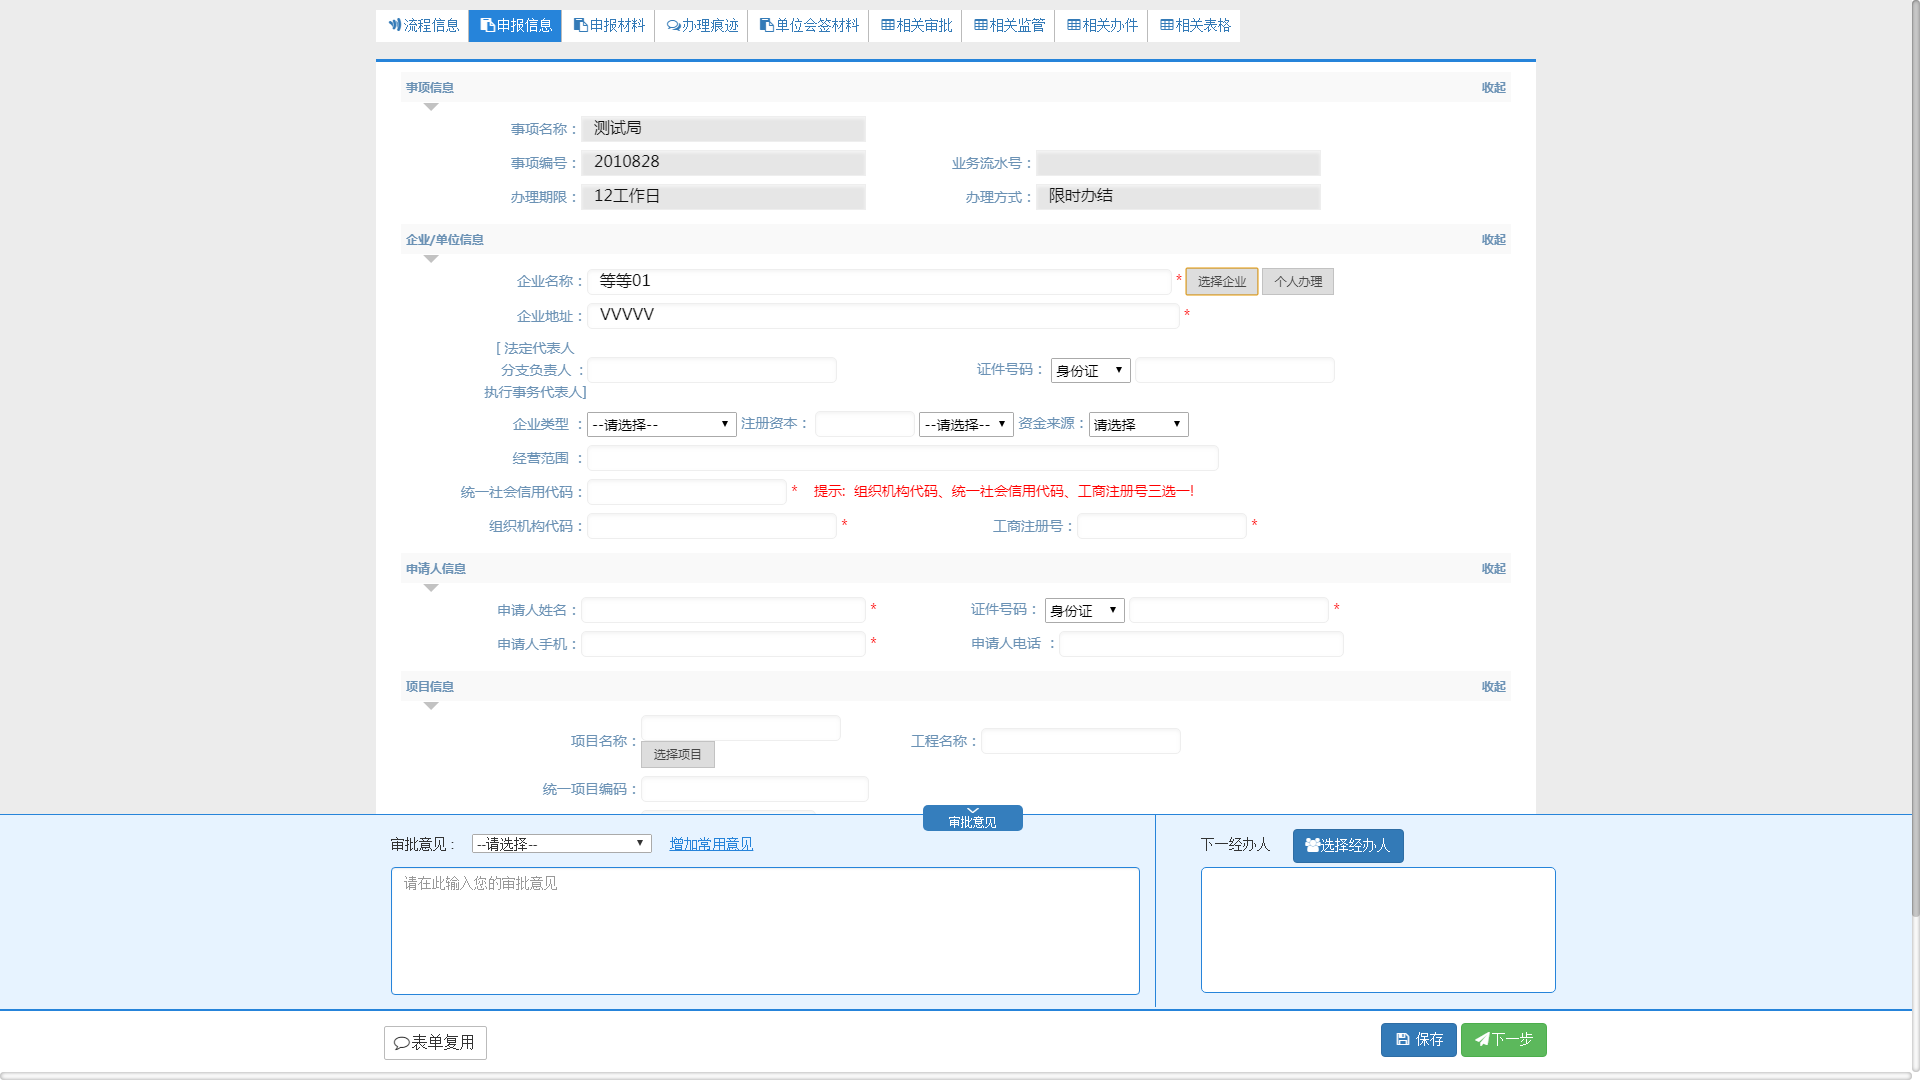 流程信息 申报信息 申报材料 办理痕迹 单位会签材料 相关审批 相关监管 相关办件 相关表格
事项信息 收起
事项名称： 测试局
事项编号： 2010828 业务流水号：
办理期限： 12工作日 办理方式： 限时办结
企业/单位信息 收起
企业名称： 等等01 * 选择企业 个人办理
企业地址： VVVVV *
[ 法定代表人
分支负责人 ： 证件号码： 身份证
执行事务代表人]
企业类型 ： --请选择-- 注册资本： --请选择-- 资金来源： 请选择
经营范围 ：
统一社会信用代码： * 提示: 组织机构代码、统一社会信用代码、工商注册号三选一!
组织机构代码： * 工商注册号： *
申请人信息 收起
申请人姓名： * 证件号码： 身份证 *
申请人手机： * 申请人电话 ：
项目信息 收起
项目名称： 工程名称：
选择项目
统一项目编码：
审批意见
审批意见： --请选择-- 增加常用意见 下一经办人 选择经办人
请在此输入您的审批意见
表单复用 保存 下一步